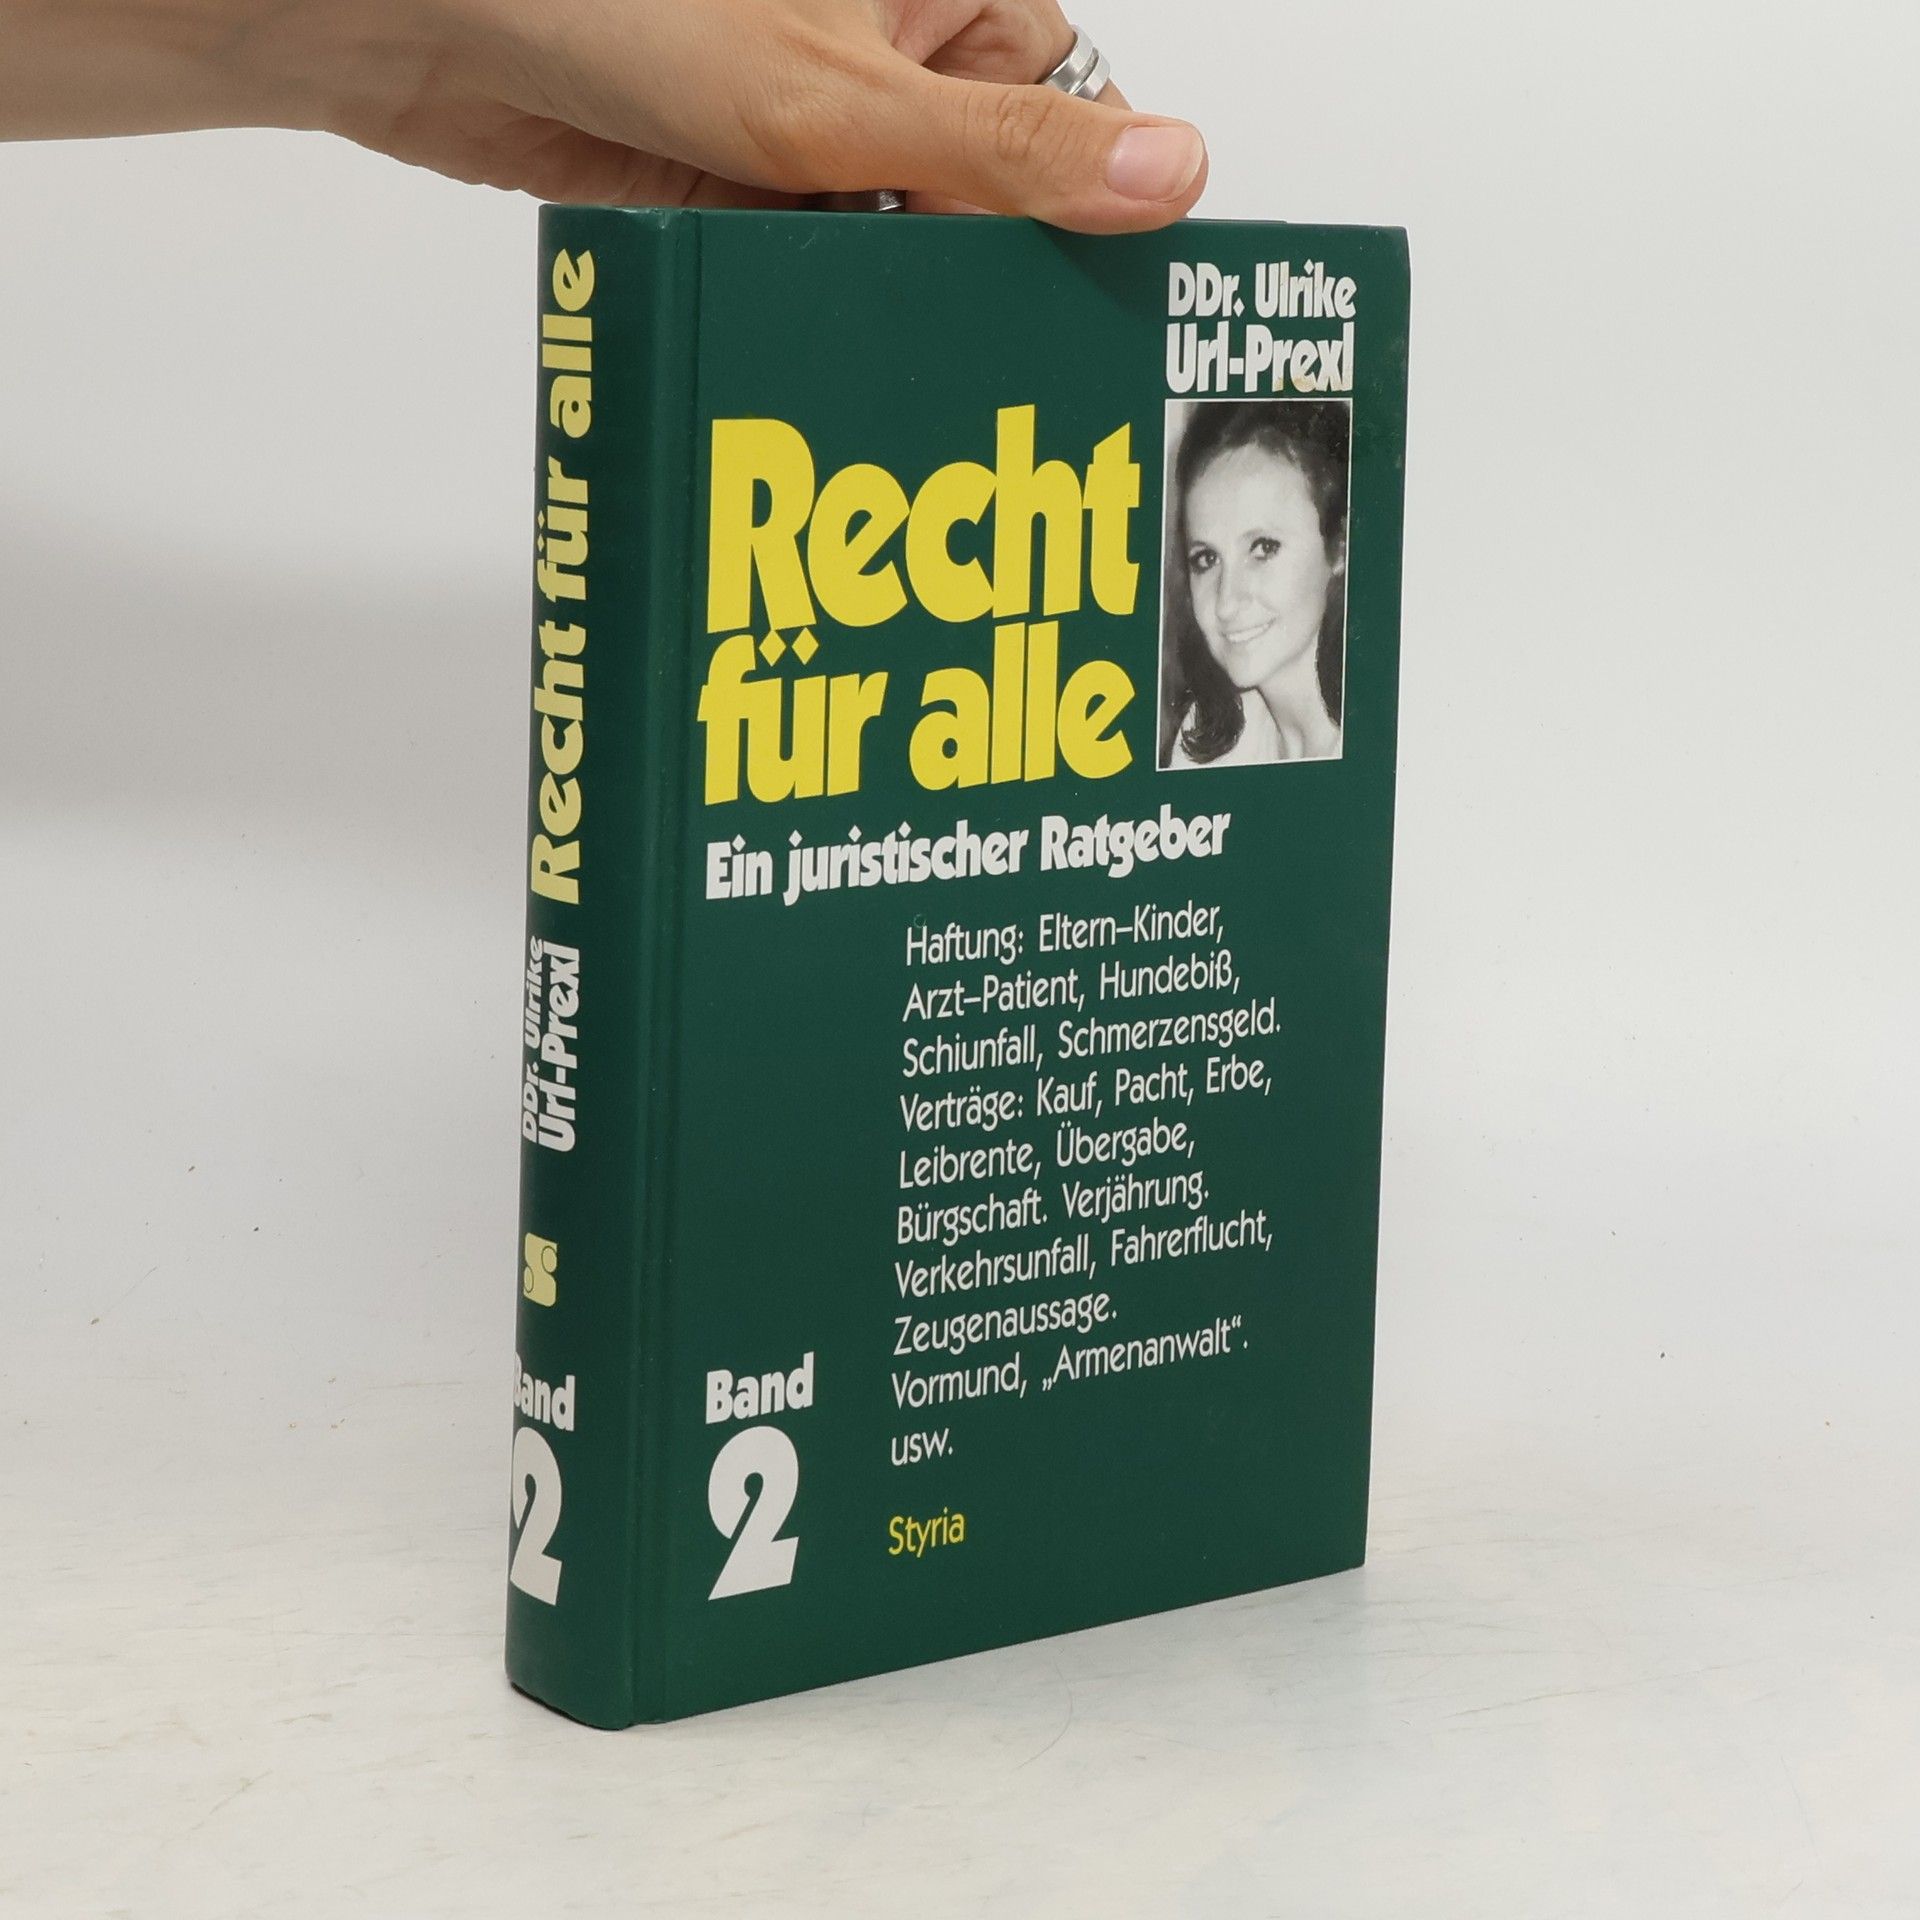 Recht für alle
DDr. Ulrike
Url-Prexl
Band
2
DDr. Ulrike
Url-Prexl
Recht
für alle
Ein juristischer Ratgeber
Haftung: Eltern–Kinder,
Arzt–Patient, Hundebiß,
Schiunfall, Schmerzensgeld.
Verträge: Kauf, Pacht, Erbe,
Leibrente, Übergabe,
Bürgschaft. Verjährung.
Verkehrsunfall, Fahrerflucht,
Zeugenaussage.
Vormund, „Armenanwalt“.
usw.
Band
2
Styria